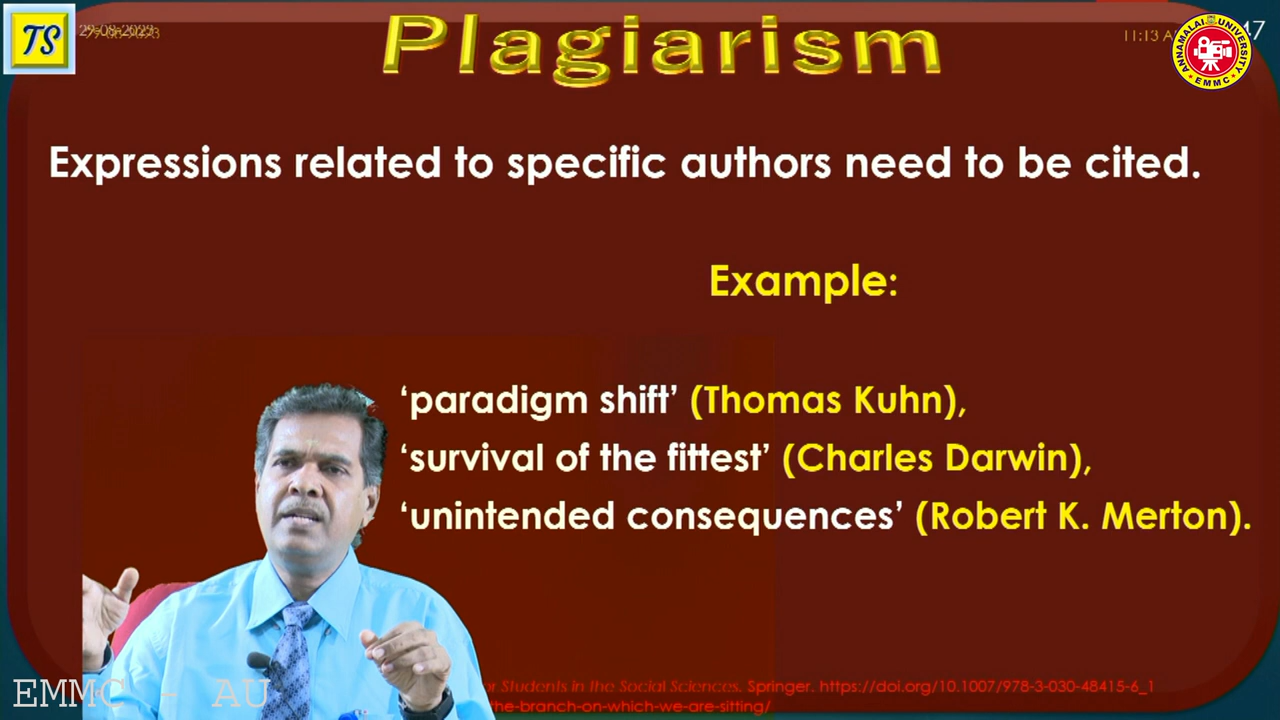 TS
29-08-2023
Plagiarism
11:13 A
47
ANNAMALAI UNIVERSITY
EMMC
Expressions related to specific authors need to be cited.
Example:
‘paradigm shift’ (Thomas Kuhn),
‘survival of the fittest’ (Charles Darwin),
‘unintended consequences’ (Robert K. Merton).
or Students in the Social Sciences. Springer. https://doi.org/10.1007/978-3-030-48415-6_1
the-branch-on-which-we-are-sitting/
EMMC - AU